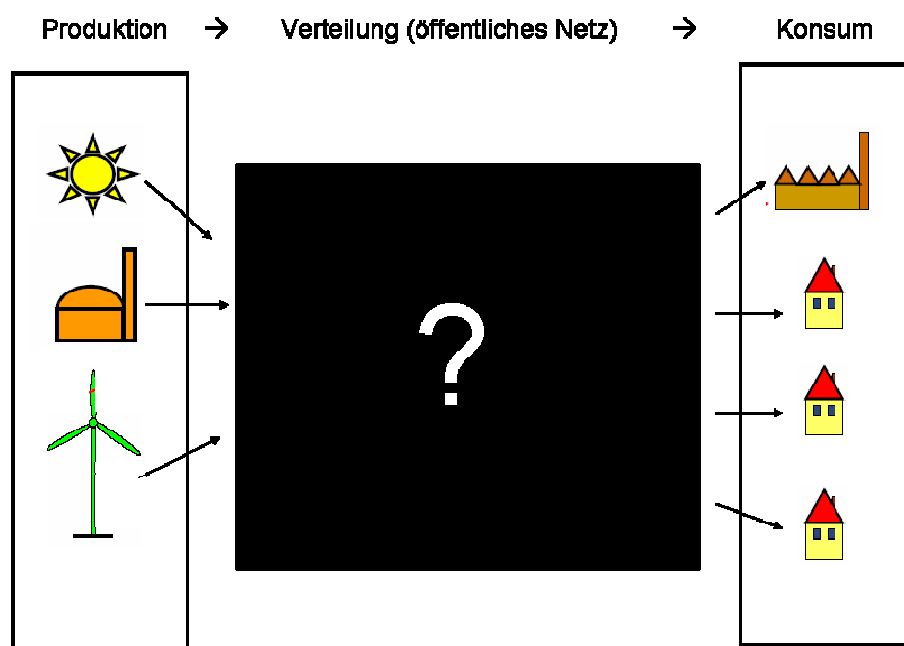 Produktion → Verteilung (öffentliches Netz) → Konsum
?